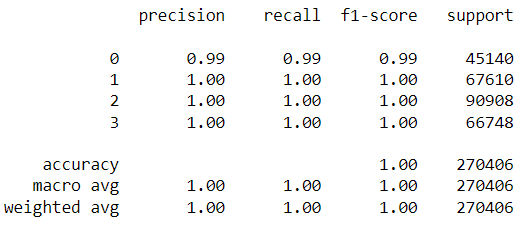 precision recall f1-score support
0 0.99 0.99 0.99 45140
1 1.00 1.00 1.00 67610
2 1.00 1.00 1.00 90908
3 1.00 1.00 1.00 66748
accuracy 1.00 270406
macro avg 1.00 1.00 1.00 270406
weighted avg 1.00 1.00 1.00 270406